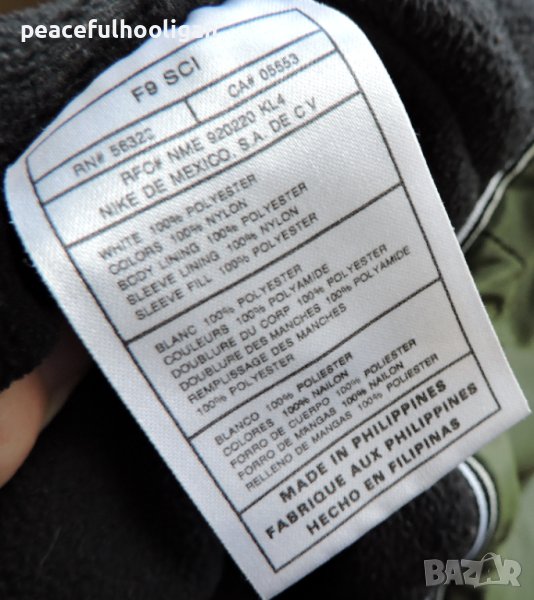 peacefulhooligan
F9 SCI
RN# 56323 CA# 05553
RFC# NME 920220 KL4
NIKE DE MEXICO, S.A. DE C V
WHITE 100% POLYESTER
COLORS 100% NYLON
BODY LINING 100% POLYESTER
SLEEVE LINING 100% NYLON
SLEEVE FILL 100% POLYESTER
BLANC 100% POLYESTER
COULEURS 100% POLYAMIDE
DOUBLURE DU CORP 100% POLYESTER
DOUBLURE DES MANCHES 100% POLYAMIDE
REMPLISSAGE DES MANCHES
100% POLYESTER
BLANCO 100% POLIESTER
COLORES 100% NAILON
FORRO DE CUERPO 100% POLIESTER
FORRO DE MANGAS 100% NAILON
RELLENO DE MANGAS 100% POLIESTER
MADE IN PHILIPPINES
FABRIQUE AUX PHILIPPINES
HECHO EN FILIPINAS
BAZAR